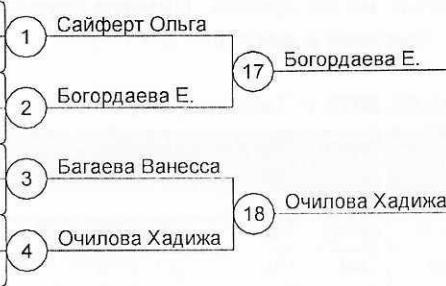 1 Сайферт Ольга
17 Богордаева Е.
2 Богордаева Е.
3 Багаева Ванесса
18 Очилова Хадижа
4 Очилова Хадижа